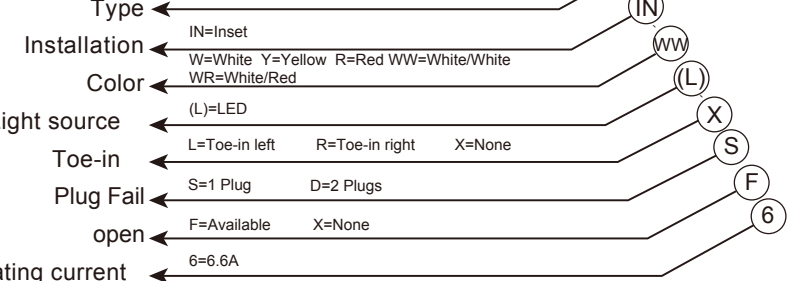 Type
IN
Installation
IN=Inset
WW
Color
W=White Y=Yellow R=Red WW=White/White
WR=White/Red
(L)
Light source
(L)=LED
X
Toe-in
L=Toe-in left R=Toe-in right X=None
S
Plug Fail
S=1 Plug D=2 Plugs
F
open
F=Available X=None
6
ating current
6=6.6A